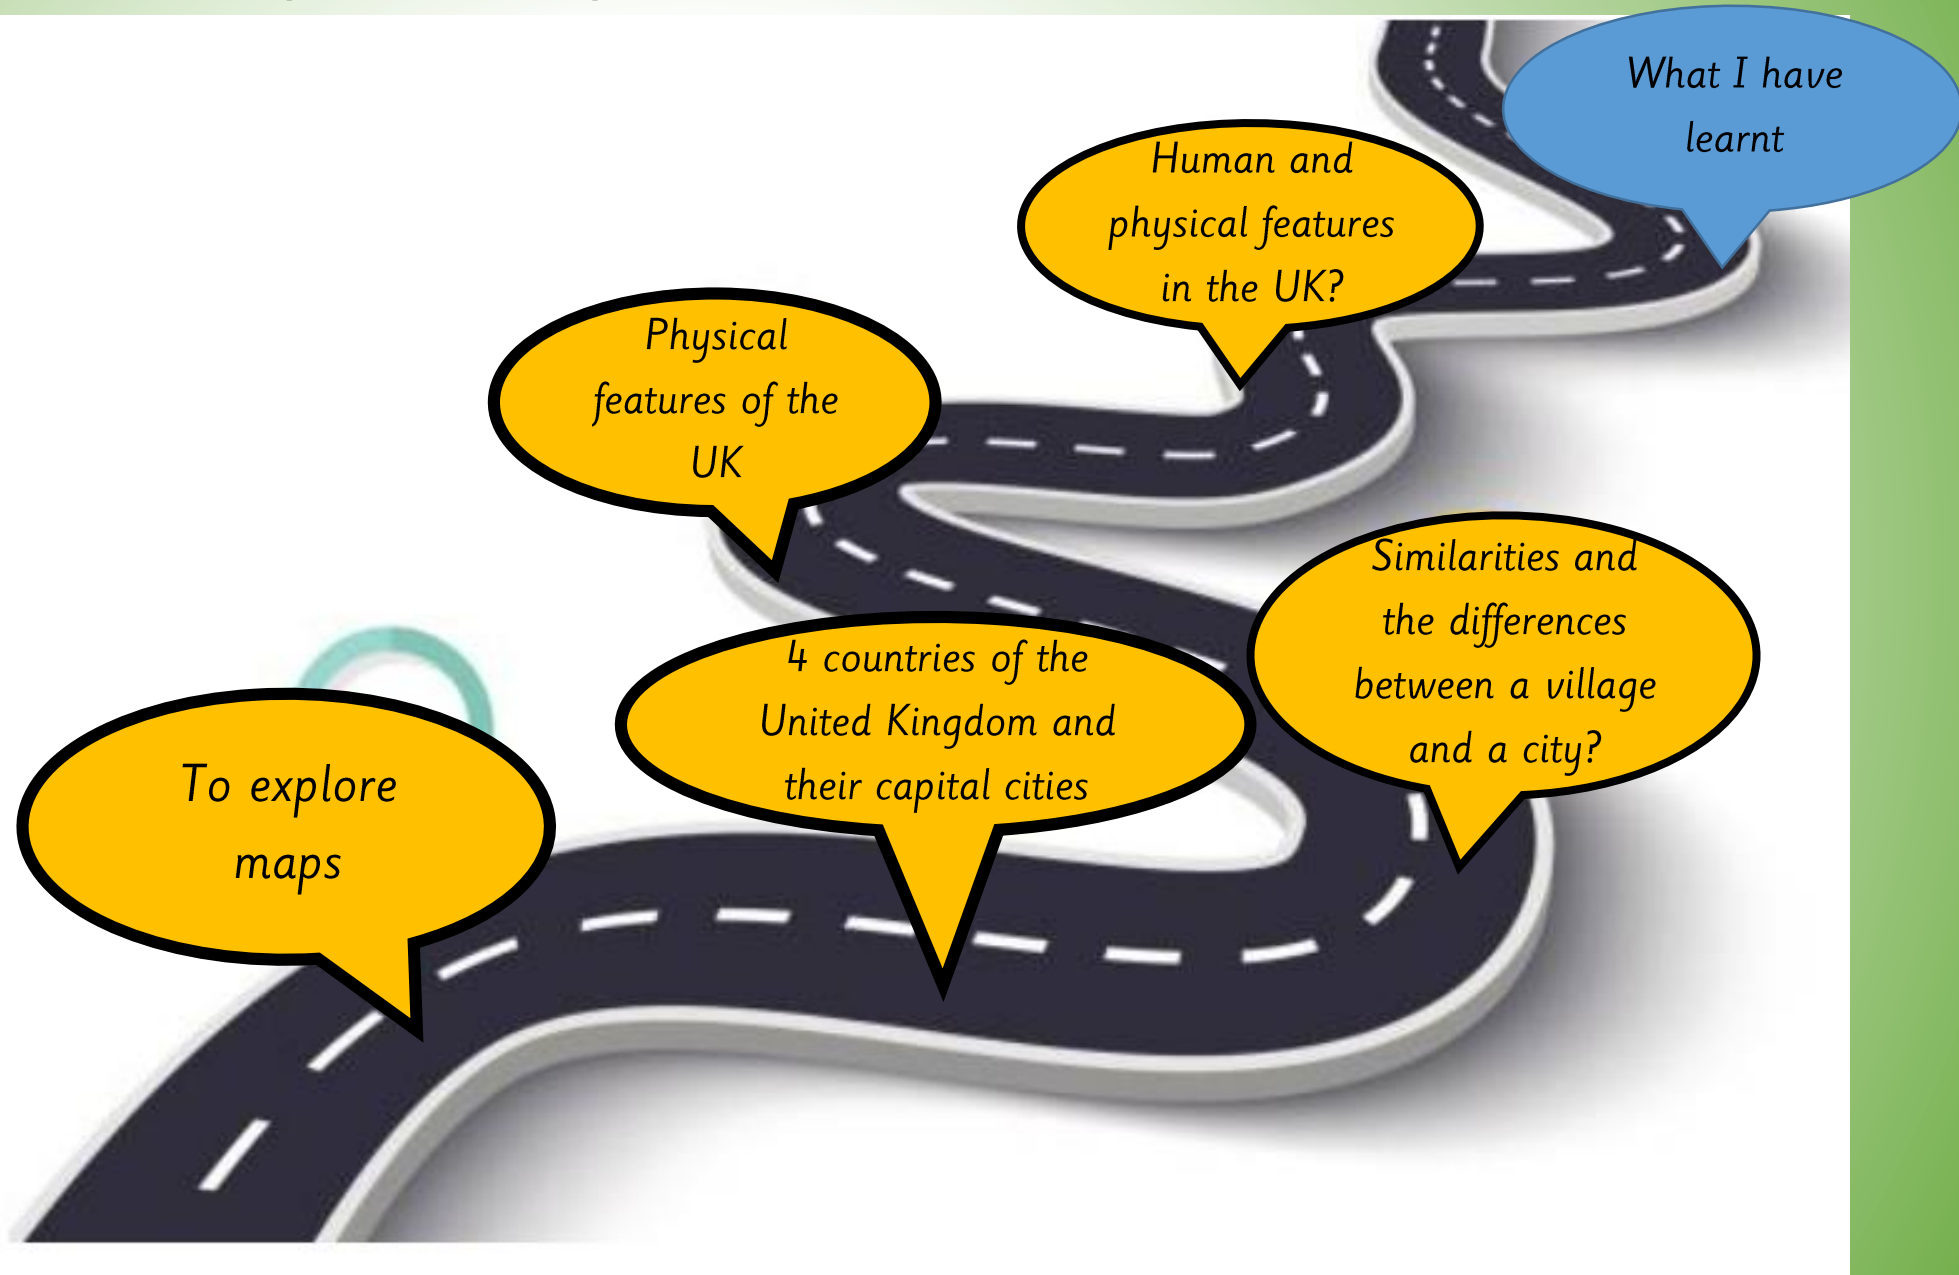 What I have
learnt
Human and
physical features
in the UK?
Physical
features of the
UK
Similarities and
the differences
between a village
and a city?
4 countries of the
United Kingdom and
their capital cities
To explore
maps